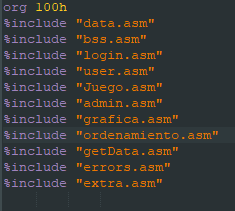 org 100h
%include "data.asm"
%include "bss.asm"
%include "login.asm"
%include "user.asm"
%include "Juego.asm"
%include "admin.asm"
%include "grafica.asm"
%include "ordenamiento.asm"
%include "getData.asm"
%include "errors.asm"
%include "extra.asm"